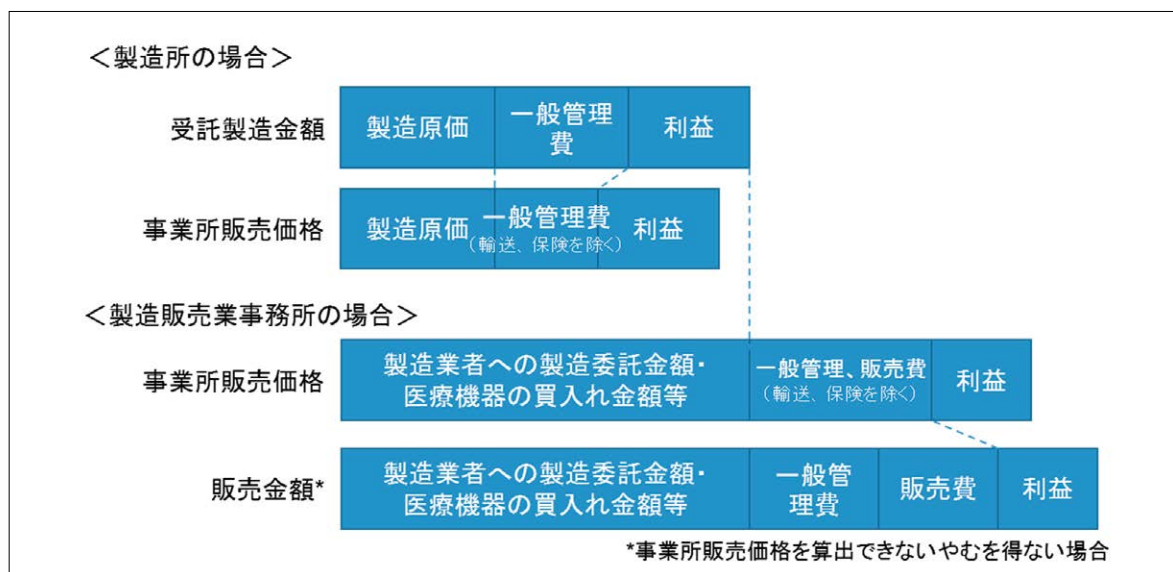 ＜製造所の場合＞
受託製造金額
製造原価
一般管理
費
利益
事業所販売価格
製造原価
一般管理費
（輸送、保険を除く）
利益
＜製造販売業事務所の場合＞
事業所販売価格
製造業者への製造委託金額・
医療機器の買入れ金額等
一般管理、販売費
（輸送、保険を除く）
利益
販売金額*
製造業者への製造委託金額・
医療機器の買入れ金額等
一般管
理費
販売費
利益
*事業所販売価格を算出できないやむを得ない場合